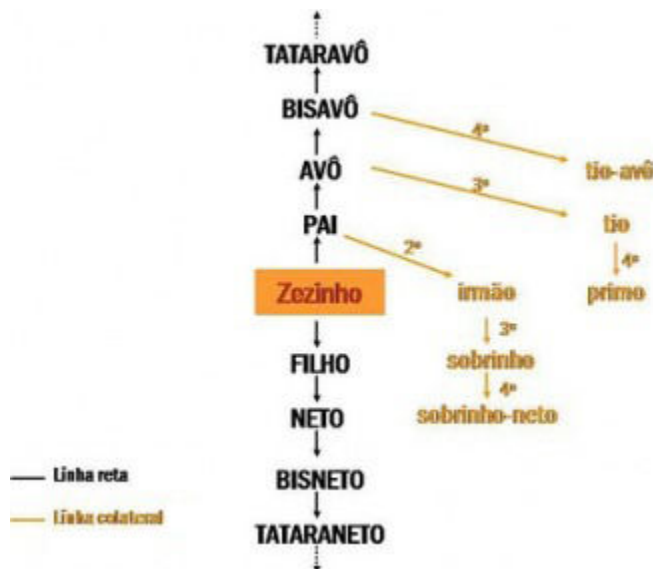 TATARAVÔ
BISAVÔ
4º
AVÔ
tio-avô
3º
PAI
tio
2º
4º
Zezinho
irmão
primo
3º
FILHO
sobrinho
4º
NETO
sobrinho-neto
Linha reta
BISNETO
Linha colateral
TATARANETO